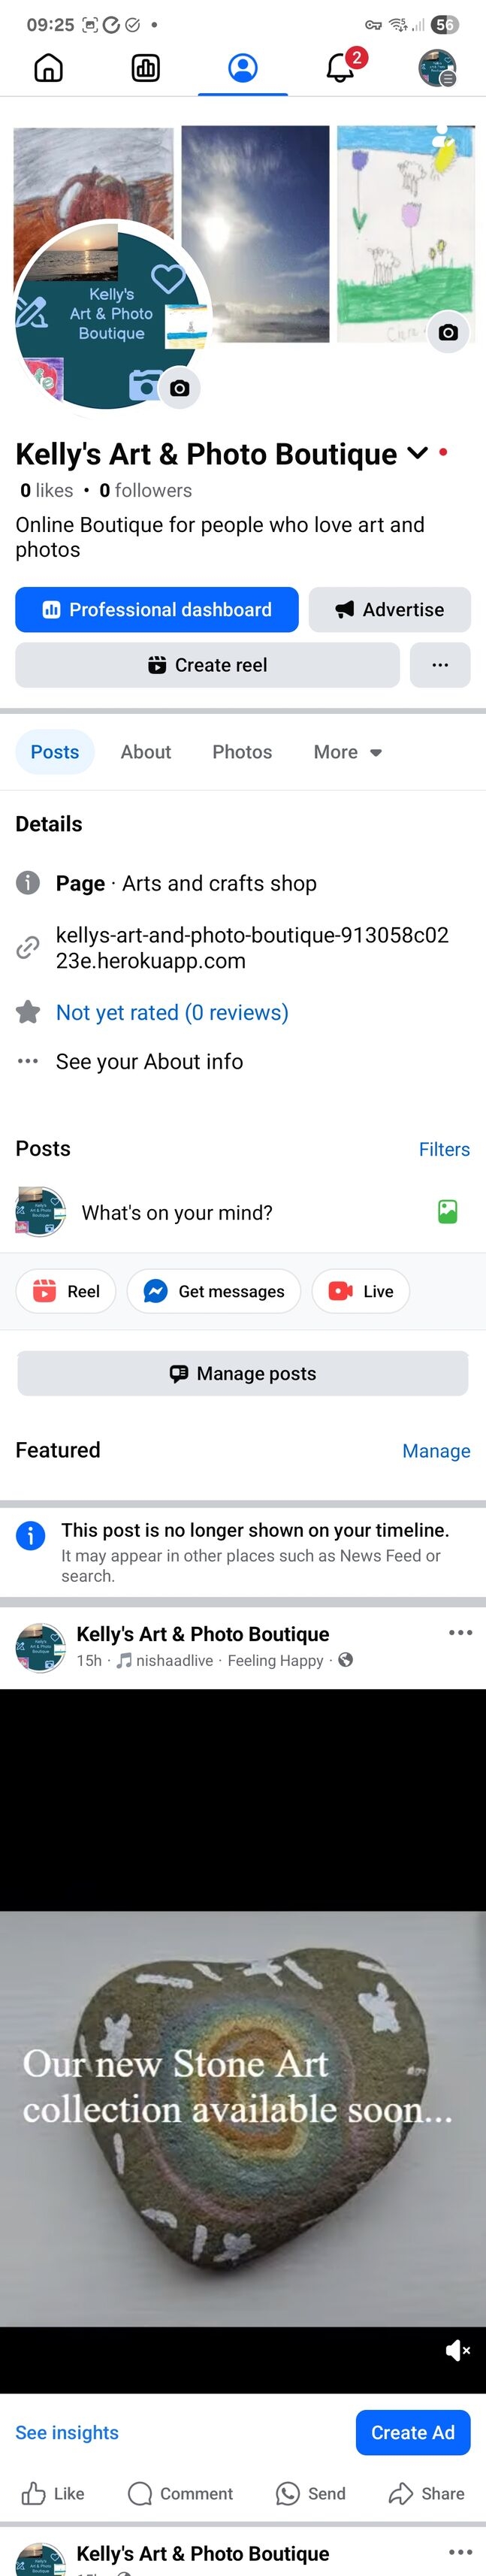 09:25
56
2
Kelly's
Art & Photo
Boutique
Kelly's Art & Photo Boutique
0 likes • 0 followers
Online Boutique for people who love art and
photos
Professional dashboard
Advertise
Create reel
Posts
About
Photos
More
Details
Page · Arts and crafts shop
kellys-art-and-photo-boutique-913058c02
23e.herokuapp.com
Not yet rated (0 reviews)
See your About info
Posts
Filters
What's on your mind?
Reel
Get messages
Live
Manage posts
Featured
Manage
This post is no longer shown on your timeline.
It may appear in other places such as News Feed or
search.
Kelly's Art & Photo Boutique
15h · nishaadlive · Feeling Happy ·
Our new Stone Art
collection available soon...
See insights
Create Ad
Like
Comment
Send
Share
Kelly's Art & Photo Boutique